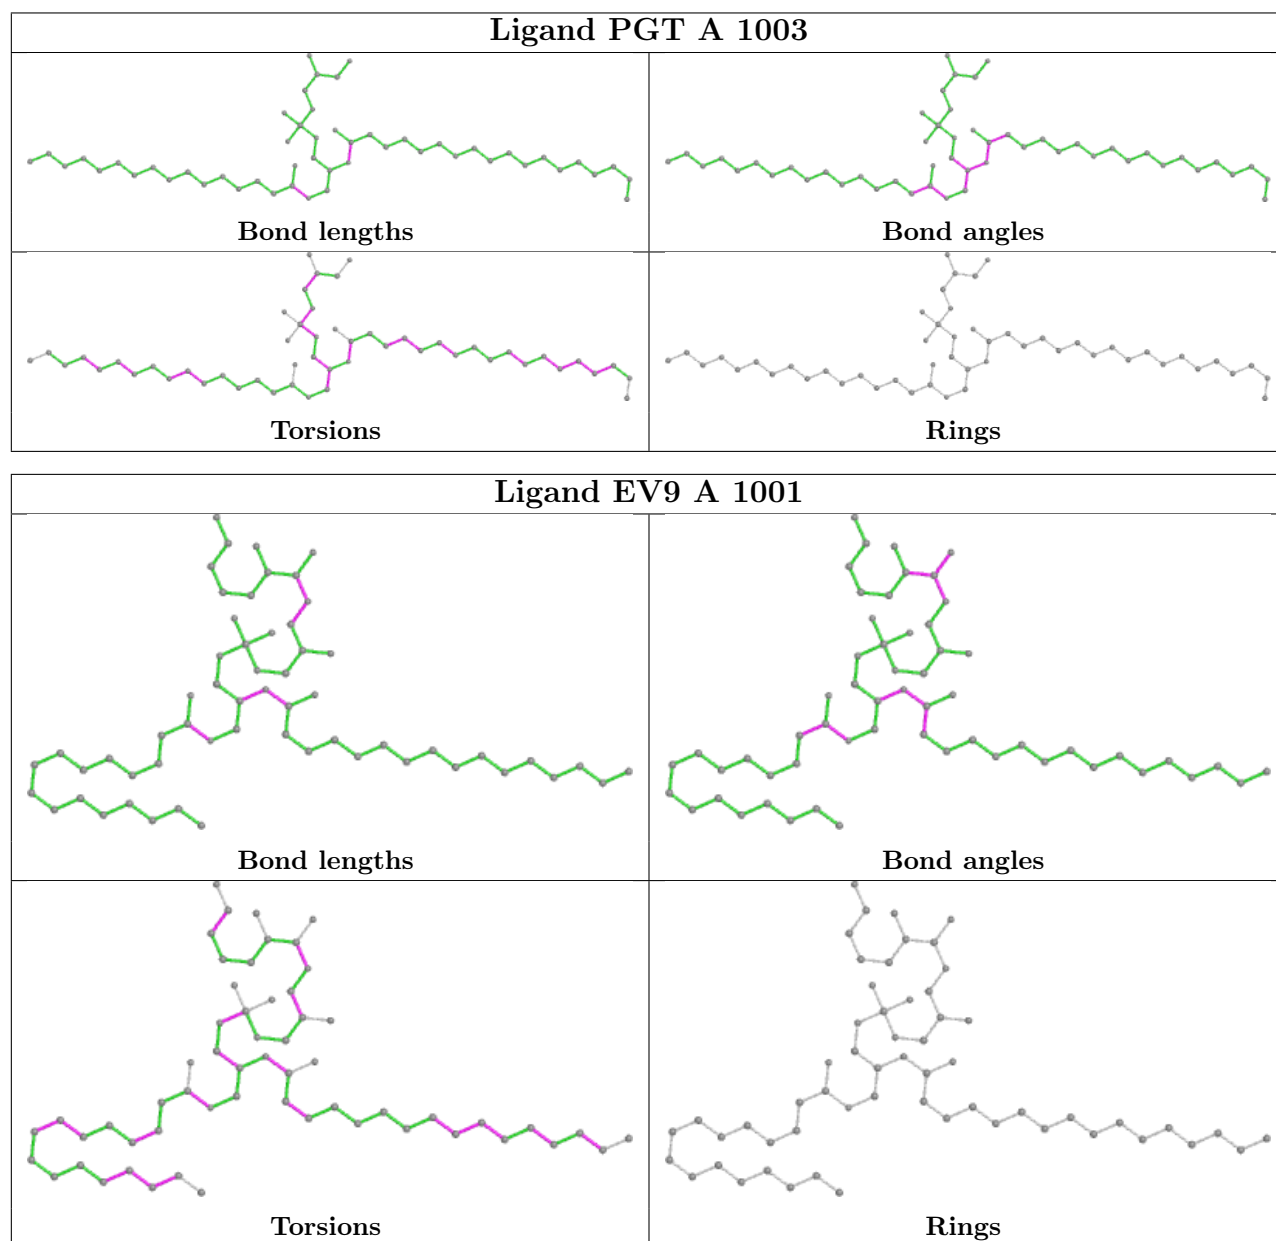 Ligand PGT A 1003
Bond lengths
Bond angles
Torsions
Rings
Ligand EV9 A 1001
Bond lengths
Bond angles
Torsions
Rings